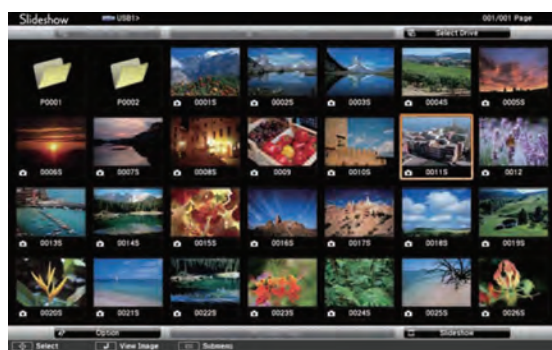 Slideshow USB1> 001/001 Page
Select Drive
P0001 P0002 0001S 0002S 0003S 0004S 0005S
0006S 0007S 0008S 0009 0010S 0011S 0012
0013S 0014S 0015S 0016S 0017S 0018S 0019S
0020S 0021S 0022S 0023S 0024S 0025S 0026S
Option Slideshow
Select View Image Submenu